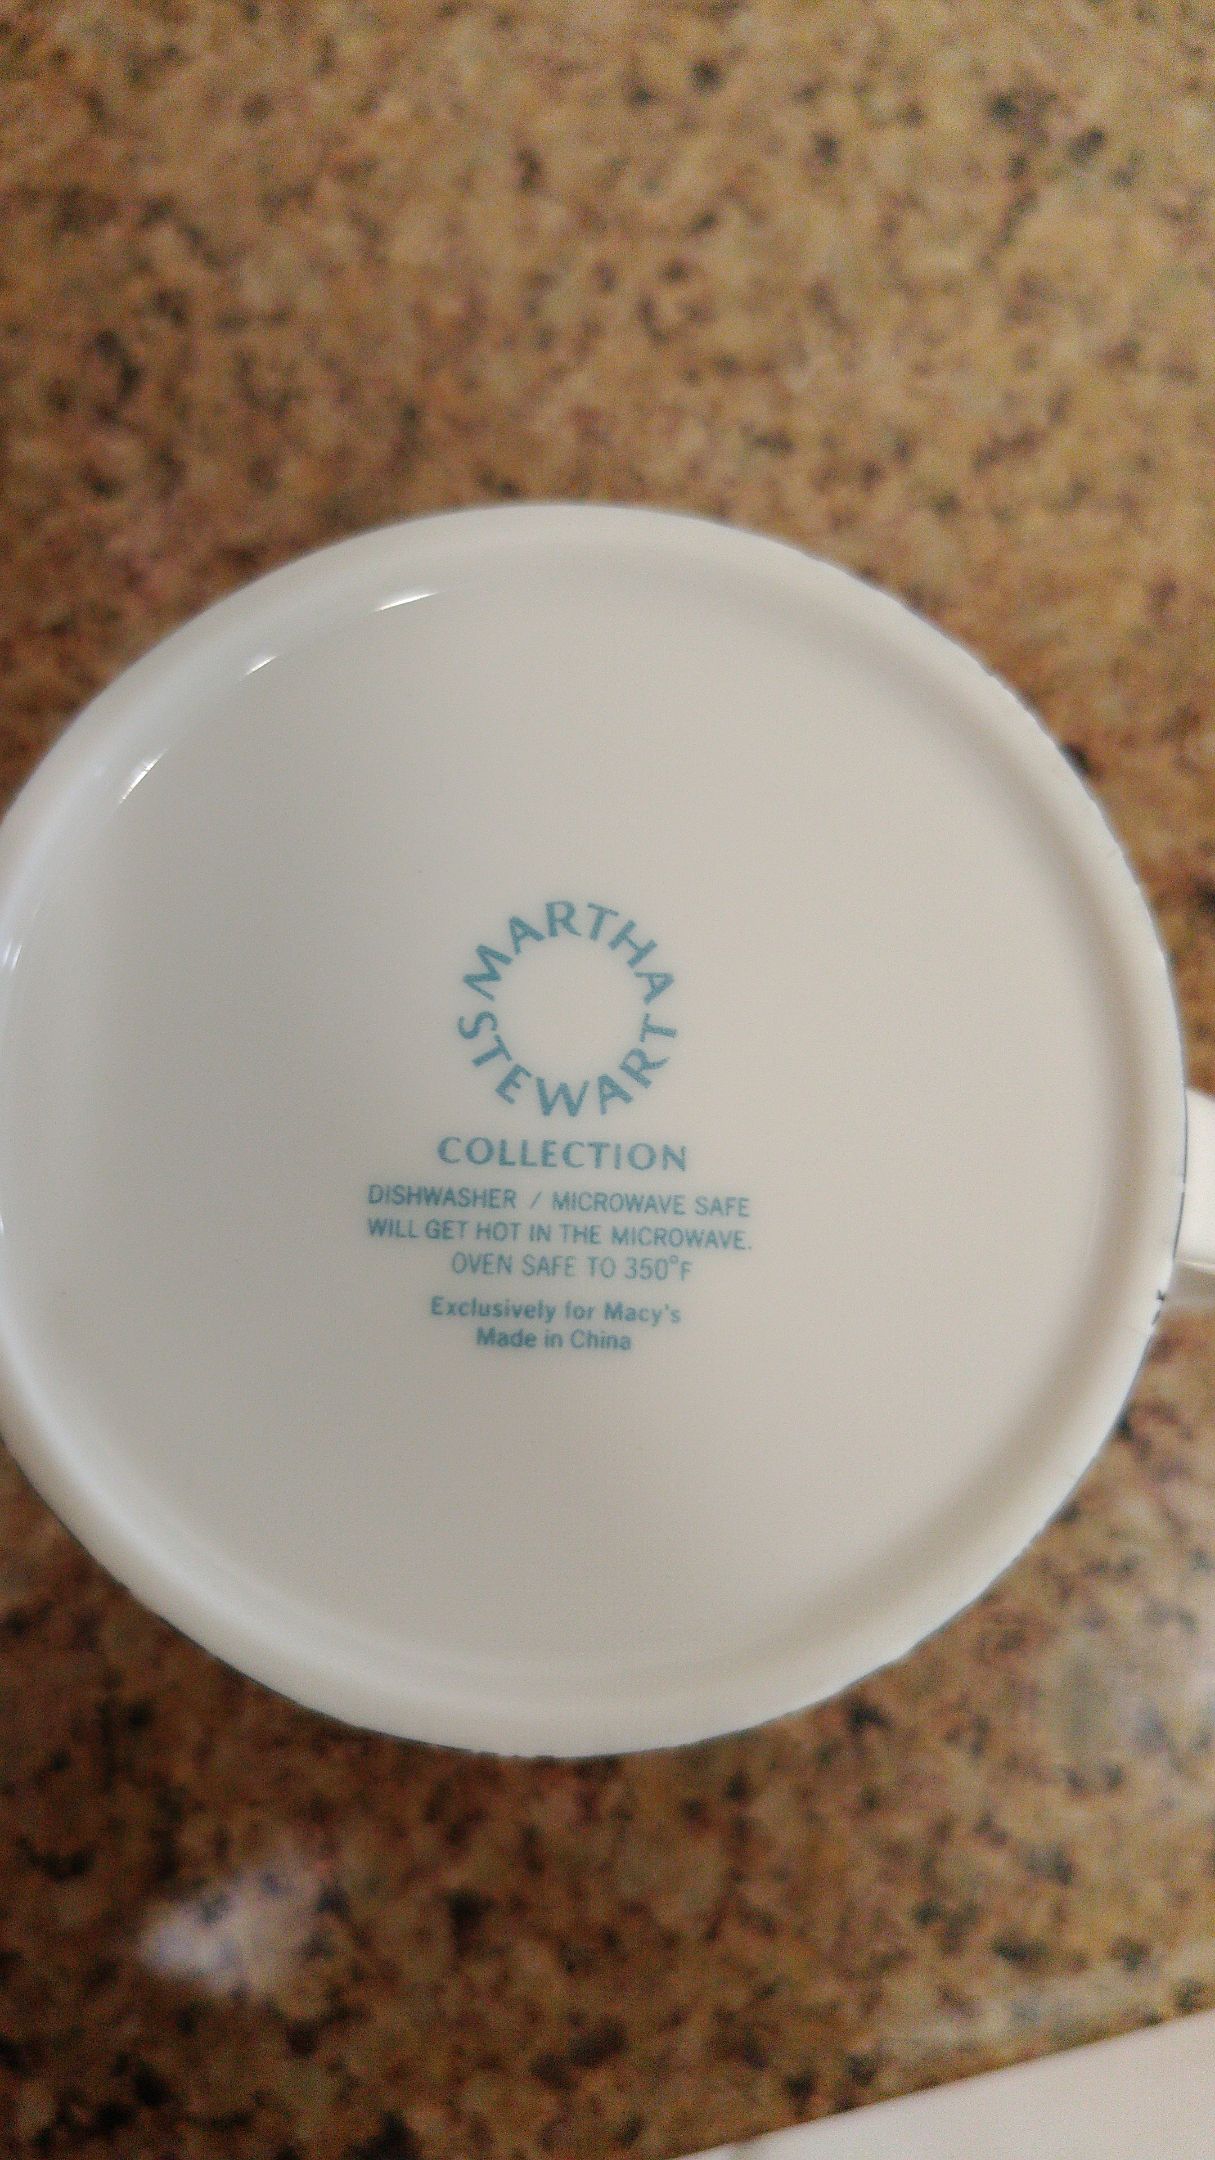 MARTHA
STEWART
COLLECTION
DISHWASHER / MICROWAVE SAFE
WILL GET HOT IN THE MICROWAVE.
OVEN SAFE TO 350°F
Exclusively for Macy's
Made in China